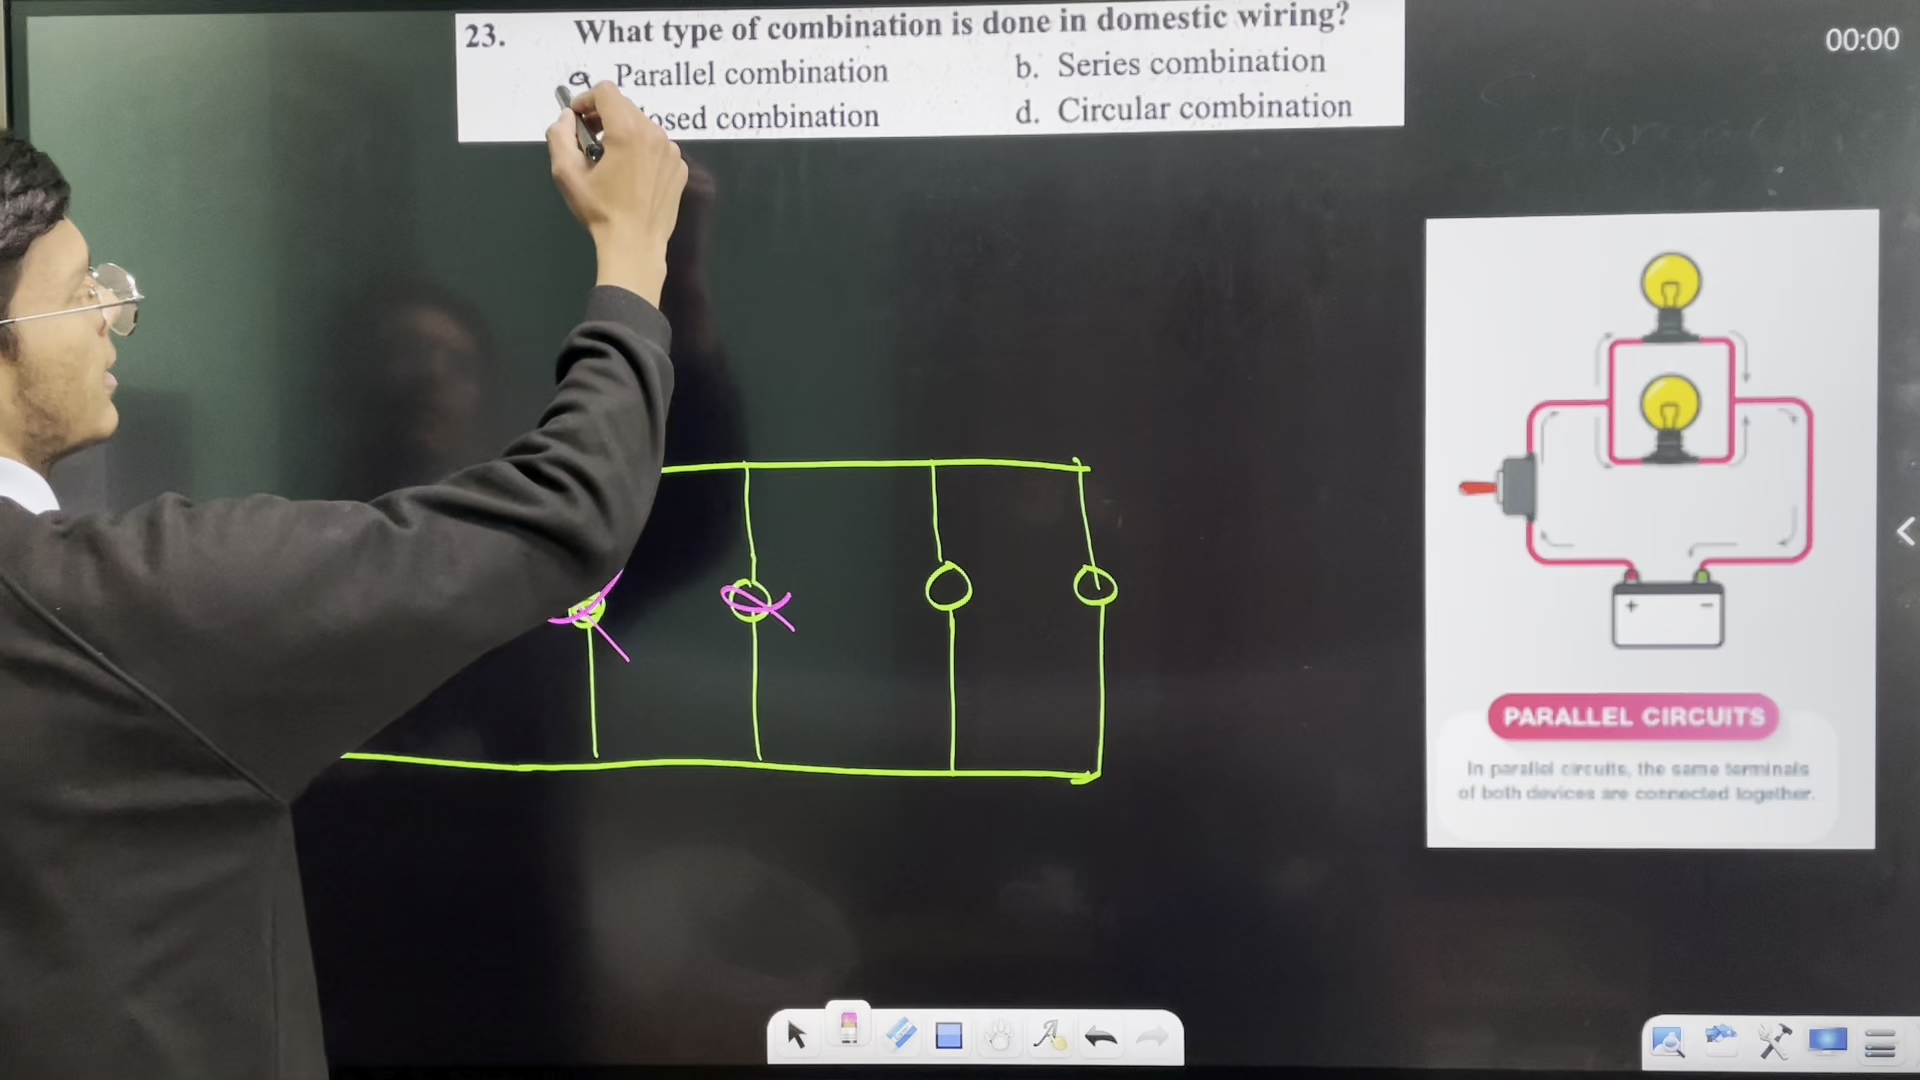 23. What type of combination is done in domestic wiring?
a Parallel combination b. Series combination
osed combination d. Circular combination
00:00
+ −
PARALLEL CIRCUITS
In parallel circuits, the same terminals
of both devices are connected together.